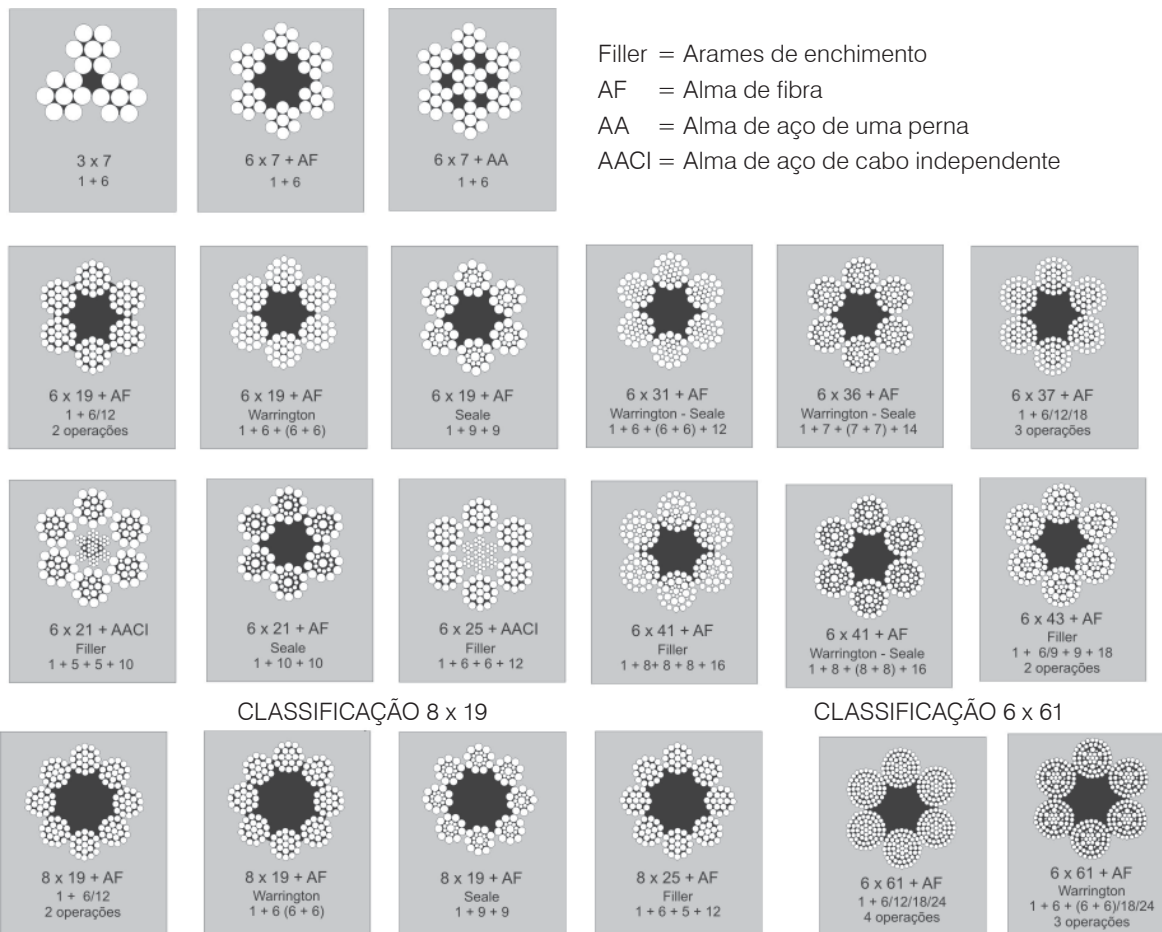 3 x 7
1 + 6
6 x 7 + AF
1 + 6
6 x 7 + AA
1 + 6
Filler = Arames de enchimento
AF = Alma de fibra
AA = Alma de aço de uma perna
AACI = Alma de aço de cabo independente
6 x 19 + AF
1 + 6/12
2 operações
6 x 19 + AF
Warrington
1 + 6 + (6 + 6)
6 x 19 + AF
Seale
1 + 9 + 9
6 x 31 + AF
Warrington - Seale
1 + 6 + (6 + 6) + 12
6 x 36 + AF
Warrington - Seale
1 + 7 + (7 + 7) + 14
6 x 37 + AF
1 + 6/12/18
3 operações
6 x 21 + AACI
Filler
1 + 5 + 5 + 10
6 x 21 + AF
Seale
1 + 10 + 10
6 x 25 + AACI
Filler
1 + 6 + 6 + 12
6 x 41 + AF
Filler
1 + 8+ 8 + 8 + 16
6 x 41 + AF
Warrington - Seale
1 + 8 + (8 + 8) + 16
6 x 43 + AF
Filler
1 + 6/9 + 9 + 18
2 operações
CLASSIFICAÇÃO 8 x 19
CLASSIFICAÇÃO 6 x 61
8 x 19 + AF
1 + 6/12
2 operações
8 x 19 + AF
Warrington
1 + 6 (6 + 6)
8 x 19 + AF
Seale
1 + 9 + 9
8 x 25 + AF
Filler
1 + 6 + 5 + 12
6 x 61 + AF
1 + 6/12/18/24
4 operações
6 x 61 + AF
Warrington
1 + 6 + (6 + 6)/18/24
3 operações